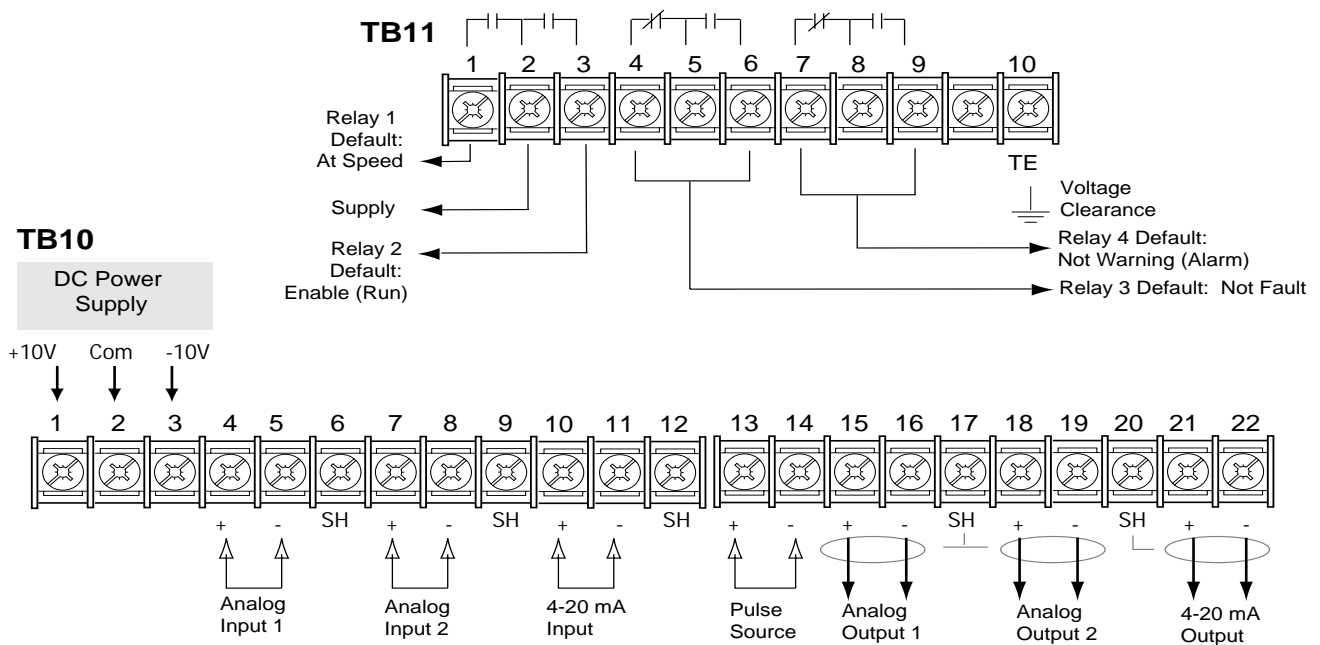 TB11
1 2 3 4 5 6 7 8 9 10
Relay 1
Default:
At Speed
Supply
Relay 2
Default:
Enable (Run)
TE
Voltage
Clearance
Relay 4 Default:
Not Warning (Alarm)
Relay 3 Default: Not Fault
TB10
DC Power
Supply
+10V Com -10V
1 2 3 4 5 6 7 8 9 10 11 12 13 14 15 16 17 18 19 20 21 22
+ - SH + - SH + - SH + - + - SH + - SH + -
Analog
Input 1
Analog
Input 2
4-20 mA
Input
Pulse
Source
Analog
Output 1
Analog
Output 2
4-20 mA
Output